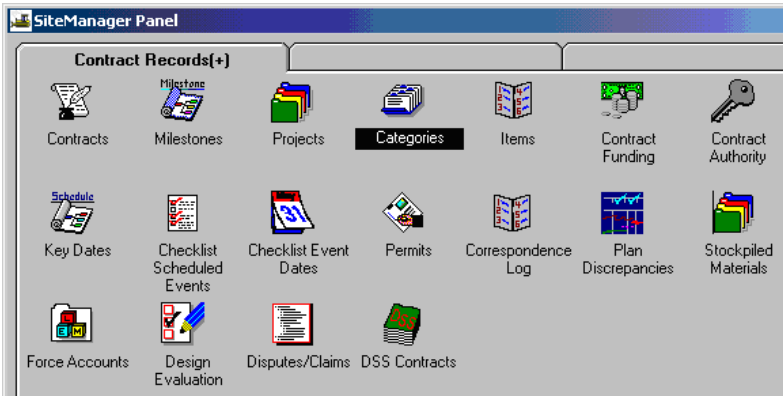 SiteManager Panel
Contract Records(+)
Milestone
Contracts
Milestones
Projects
Categories
Items
Contract
Funding
Contract
Authority
Schedule
Key Dates
Checklist
Scheduled
Events
Checklist Event
Dates
Permits
Correspondence
Log
Plan
Discrepancies
Stockpiled
Materials
31
L
E
M
DSS
Force Accounts
Design
Evaluation
Disputes/Claims
DSS Contracts